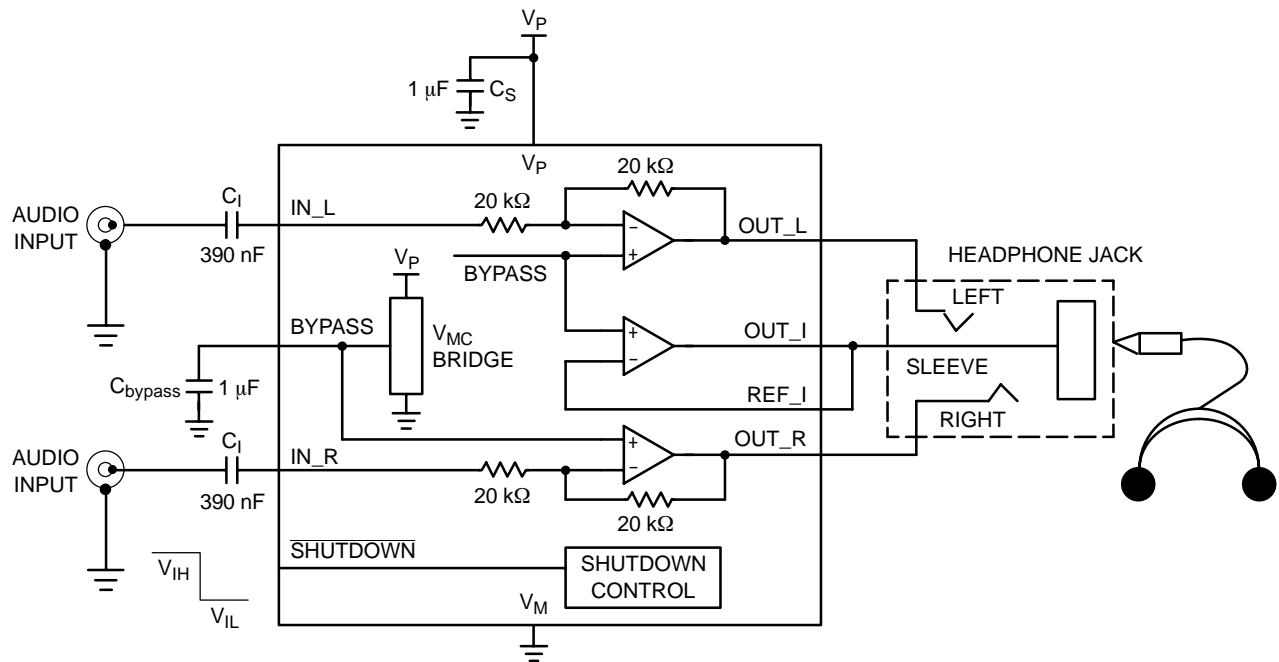 V_P
1 μF
C_S
V_P
20 kΩ
C_I
IN_L
20 kΩ
AUDIO
INPUT
390 nF
OUT_L
V_P
BYPASS
HEADPHONE JACK
LEFT
BYPASS
V_MC
BRIDGE
OUT_I
C_bypass
1 μF
SLEEVE
REF_I
RIGHT
C_I
OUT_R
AUDIO
INPUT
IN_R
390 nF
20 kΩ
20 kΩ
SHUTDOWN
SHUTDOWN
CONTROL
V_IH
V_IL
V_M